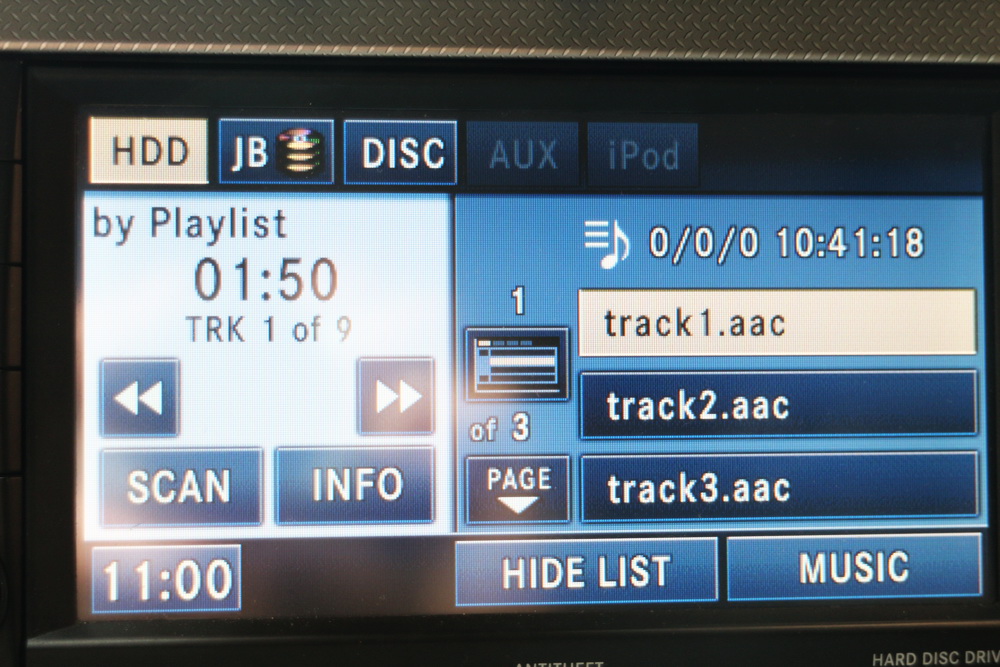 HDD JB DISC AUX iPod
by Playlist
01:50
TRK 1 of 9
SCAN INFO
0/0/0 10:41:18
1
of 3
PAGE
track1.aac
track2.aac
track3.aac
11:00 HIDE LIST MUSIC
ANTITHEFT HARD DISC DRIV